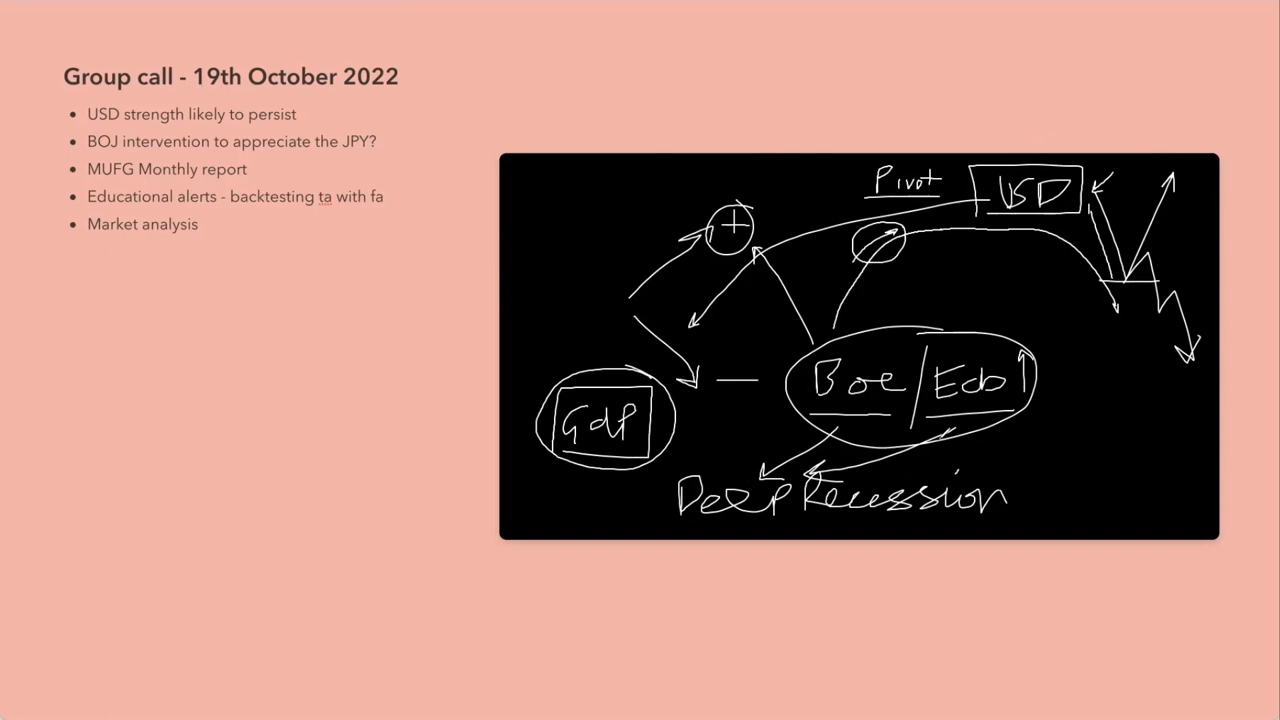 Group call - 19th October 2022
USD strength likely to persist
BOJ intervention to appreciate the JPY?
MUFG Monthly report
Educational alerts - backtesting ta with fa
Market analysis
Pivot
USD
+
Boe / Ecb
Gdp
Deep Recession